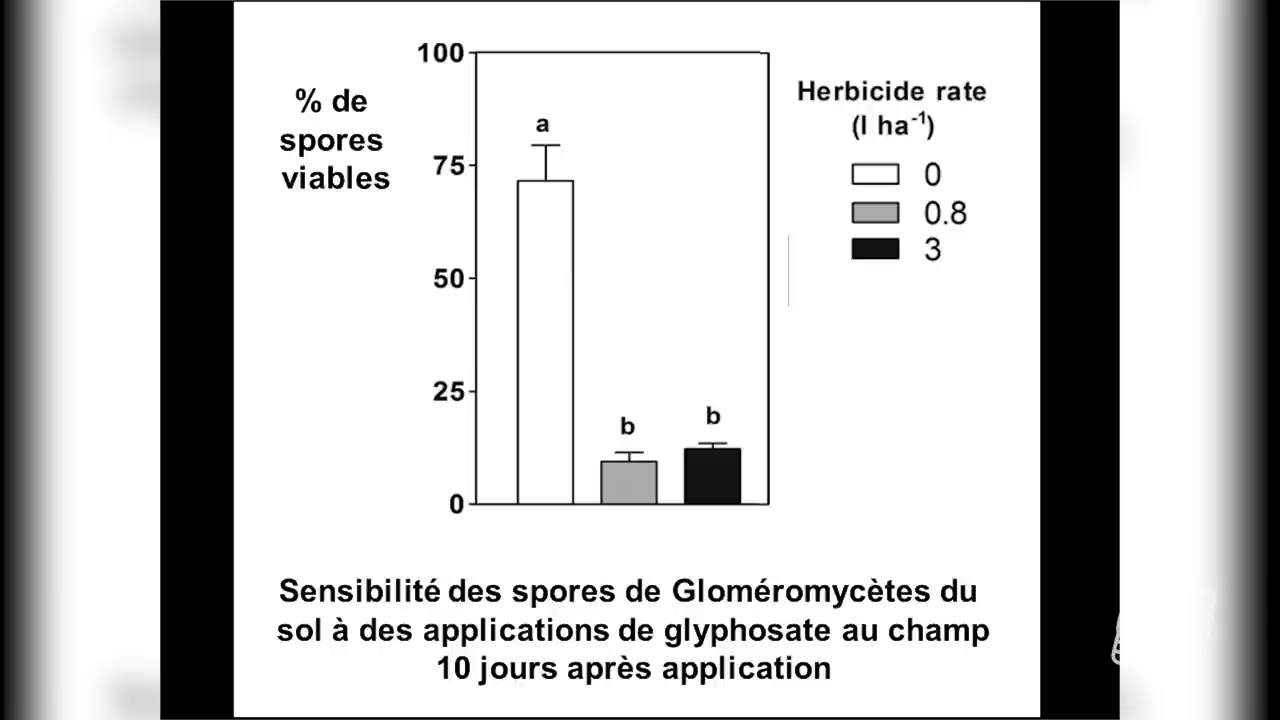 % de
spores
viables
100
75
50
25
0
a
b
b
Herbicide rate
(l ha⁻¹)
0
0.8
3
Sensibilité des spores de Gloméromycètes du
sol à des applications de glyphosate au champ
10 jours après application